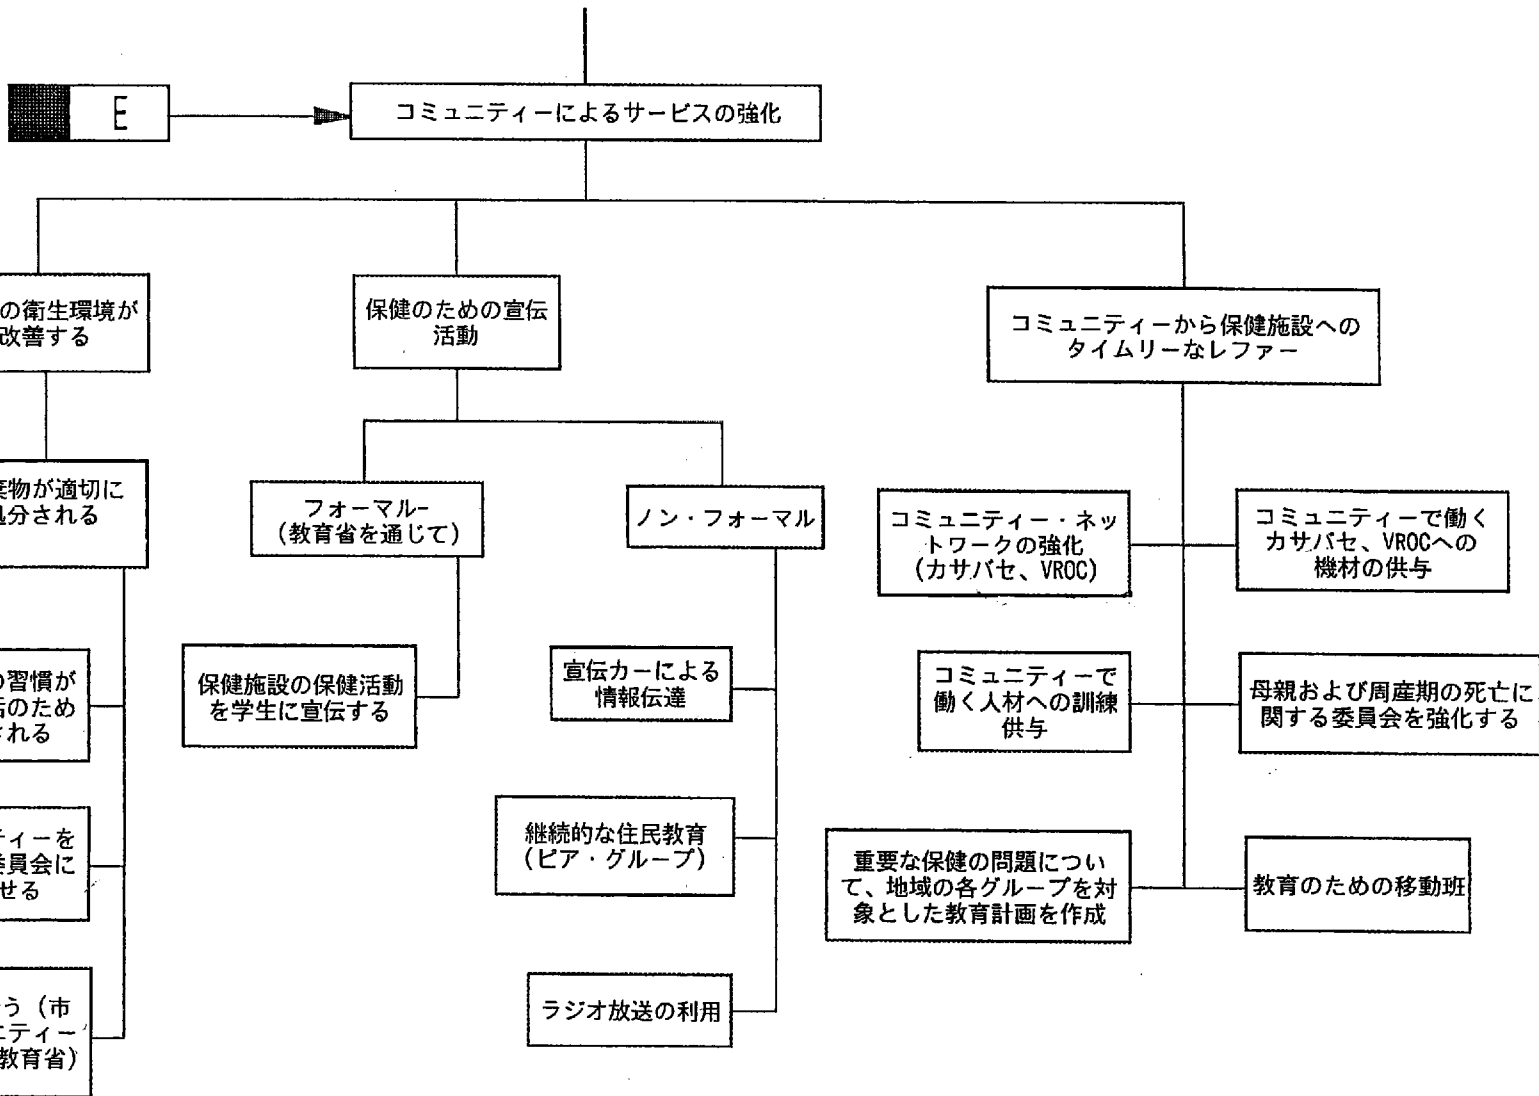 E
コミュニティーによるサービスの強化
の衛生環境が
改善する
保健のための宣伝
活動
コミュニティーから保健施設への
タイムリーなレファー
棄物が適切に
処分される
フォーマル-
(教育省を通じて)
ノン・フォーマル
コミュニティー・ネッ
トワークの強化
(カサバセ、VROC)
コミュニティーで働く
カサバセ、VROCへの
機材の供与
の習慣が
のため
される
保健施設の保健活動
を学生に宣伝する
宣伝カーによる
情報伝達
コミュニティーで
働く人材への訓練
供与
母親および周産期の死亡に
関する委員会を強化する
ティーを
委員会に
せる
継続的な住民教育
(ピア・グループ)
重要な保健の問題につい
て、地域の各グループを対
象とした教育計画を作成
教育のための移動班
う（市
ニティー
教育省)
ラジオ放送の利用